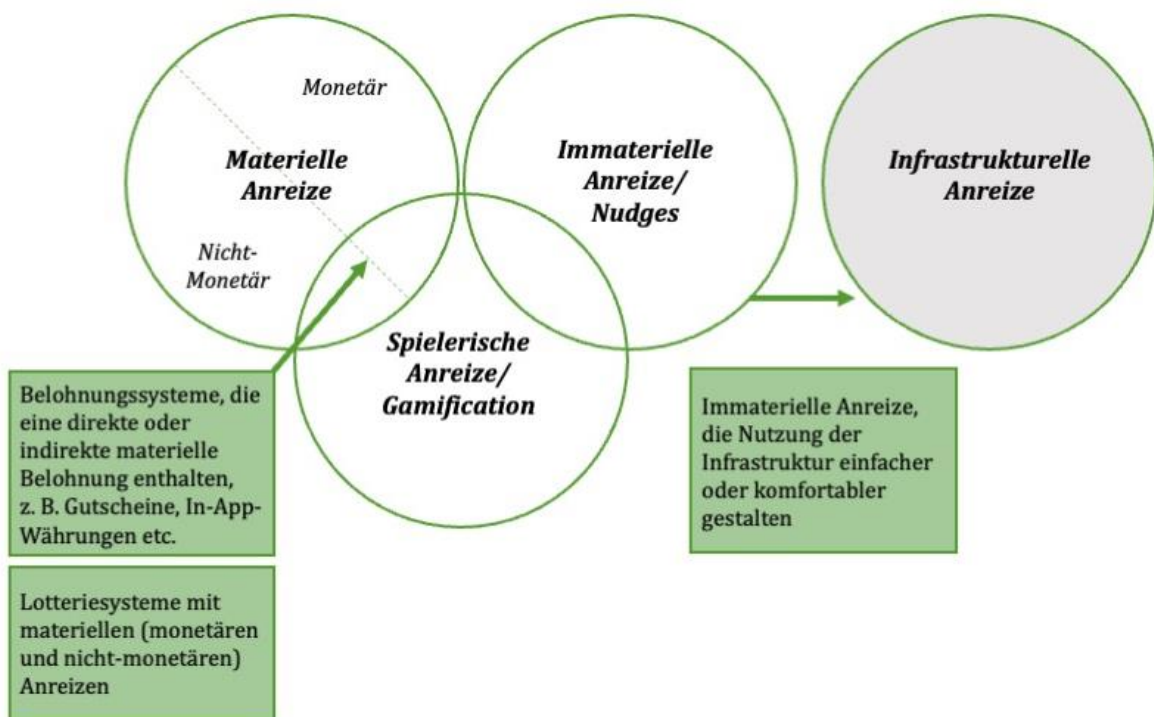 Monetär
Materielle
Anreize
Nicht-
Monetär
Immaterielle
Anreize/
Nudges
Infrastrukturelle
Anreize
Spielerische
Anreize/
Gamification
Belohnungssysteme, die
eine direkte oder
indirekte materielle
Belohnung enthalten,
z. B. Gutscheine, In-App-
Währungen etc.
Immaterielle Anreize,
die Nutzung der
Infrastruktur einfacher
oder komfortabler
gestalten
Lotteriesysteme mit
materiellen (monetären
und nicht-monetären)
Anreizen